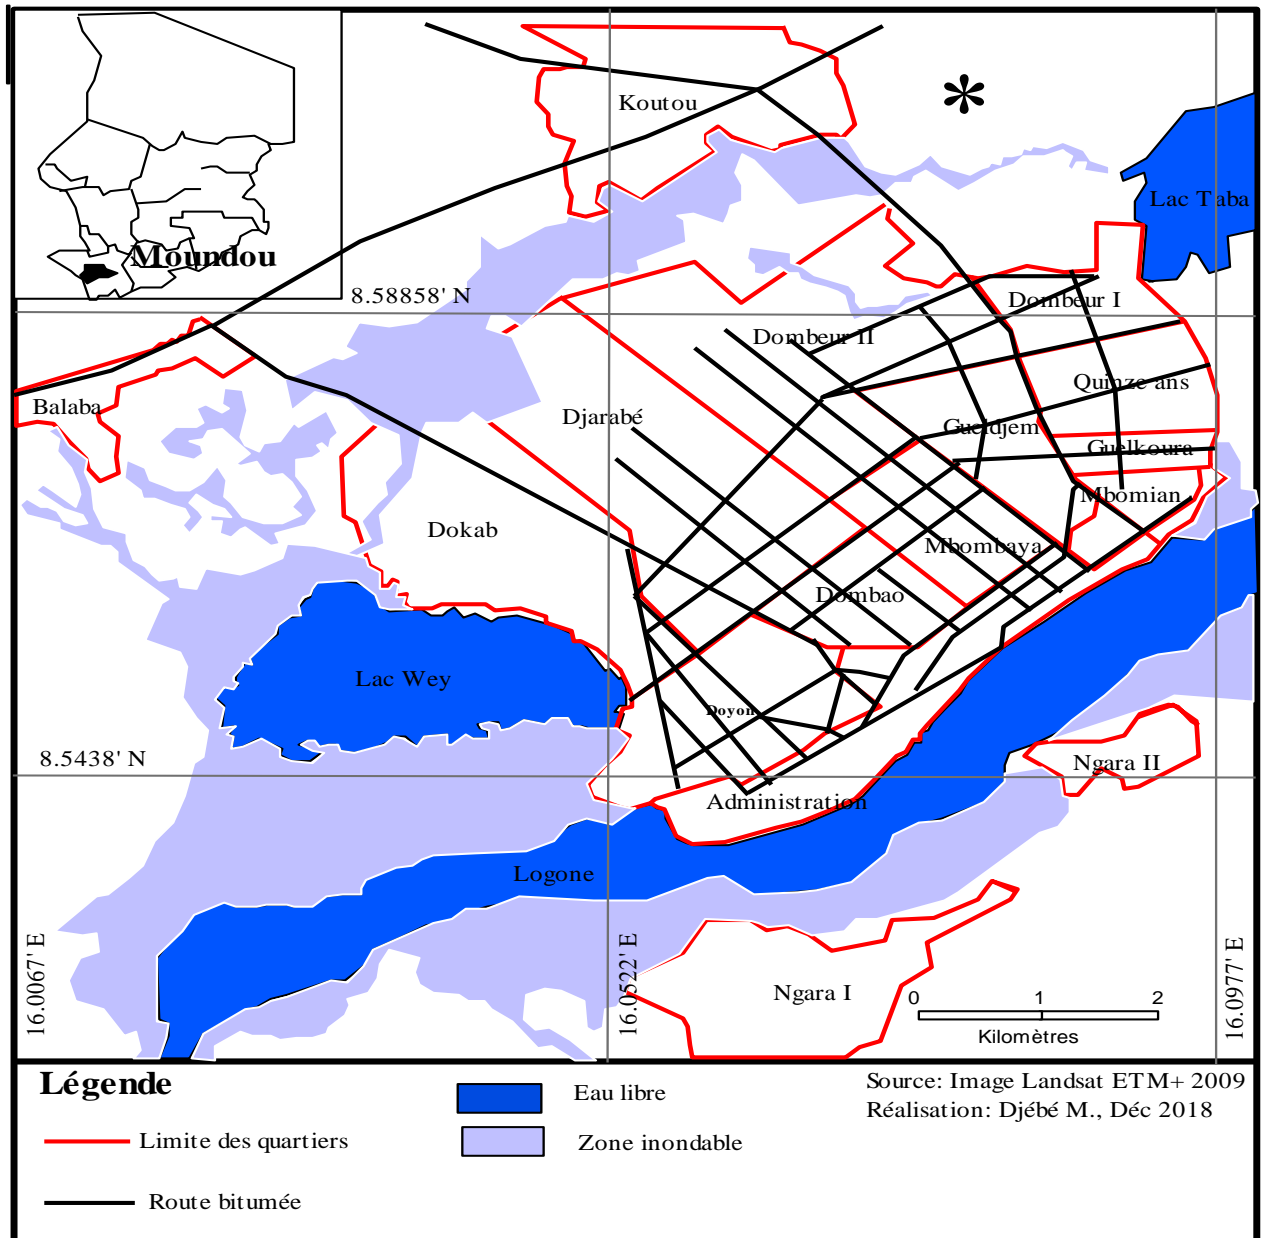 Koutou
Lac Taba
Moundou
8.58858' N
Dombeur I
Dombeur II
Quinze ans
Balaba
Djarabé
Gueldjem
Guelkoura
Mbomian
Dokab
Mbombaya
Dombao
Lac Wey
Doyon
8.5438' N
Ngara II
Administration
Logone
16.0067' E
16.0522' E
16.0977' E
Ngara I
0 1 2
Kilomètres
Légende
Eau libre
Source: Image Landsat ETM+ 2009
Réalisation: Djébé M., Déc 2018
Limite des quartiers
Zone inondable
Route bitumée